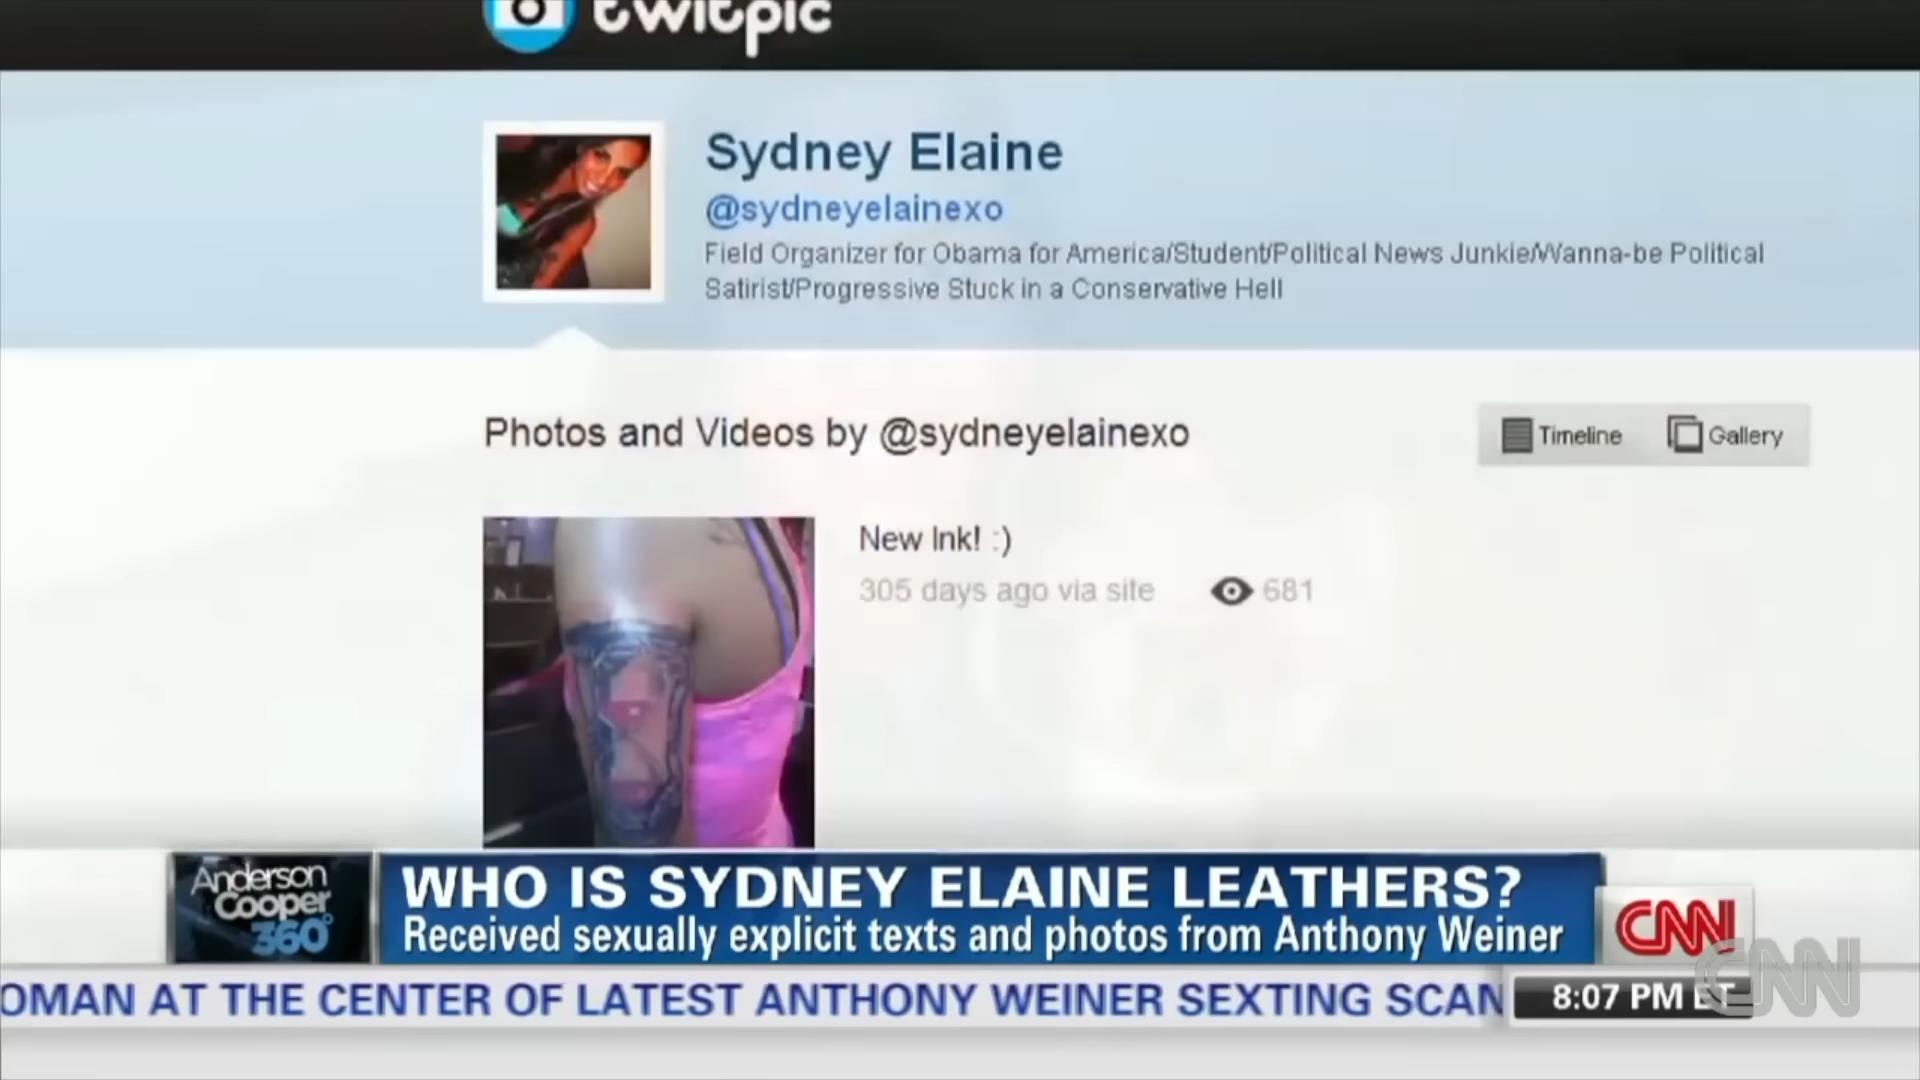 twitpic
Sydney Elaine
@sydneyelainexo
Field Organizer for Obama for America/Student/Political News Junkie/Wanna-be Political
Satirist/Progressive Stuck in a Conservative Hell
Photos and Videos by @sydneyelainexo
Timeline
Gallery
New Ink! :)
305 days ago via site
681
Anderson
Cooper
360°
WHO IS SYDNEY ELAINE LEATHERS?
Received sexually explicit texts and photos from Anthony Weiner
CNN
OMAN AT THE CENTER OF LATEST ANTHONY WEINER SEXTING SCAN
8:07 PM ET
CNN